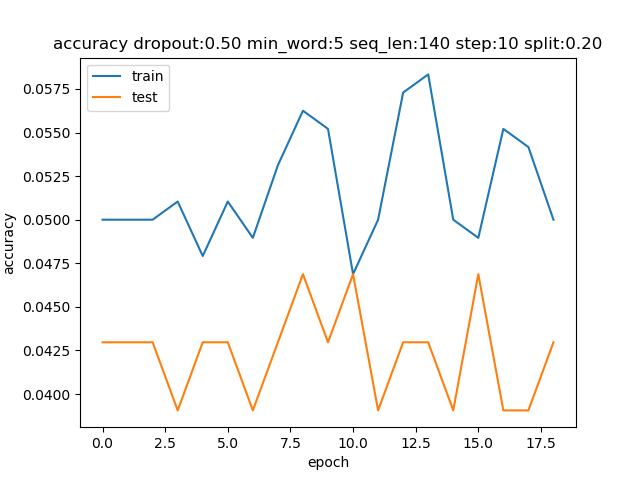 accuracy dropout:0.50 min_word:5 seq_len:140 step:10 split:0.20
train
test
accuracy
0.0575
0.0550
0.0525
0.0500
0.0475
0.0450
0.0425
0.0400
0.0 2.5 5.0 7.5 10.0 12.5 15.0 17.5
epoch